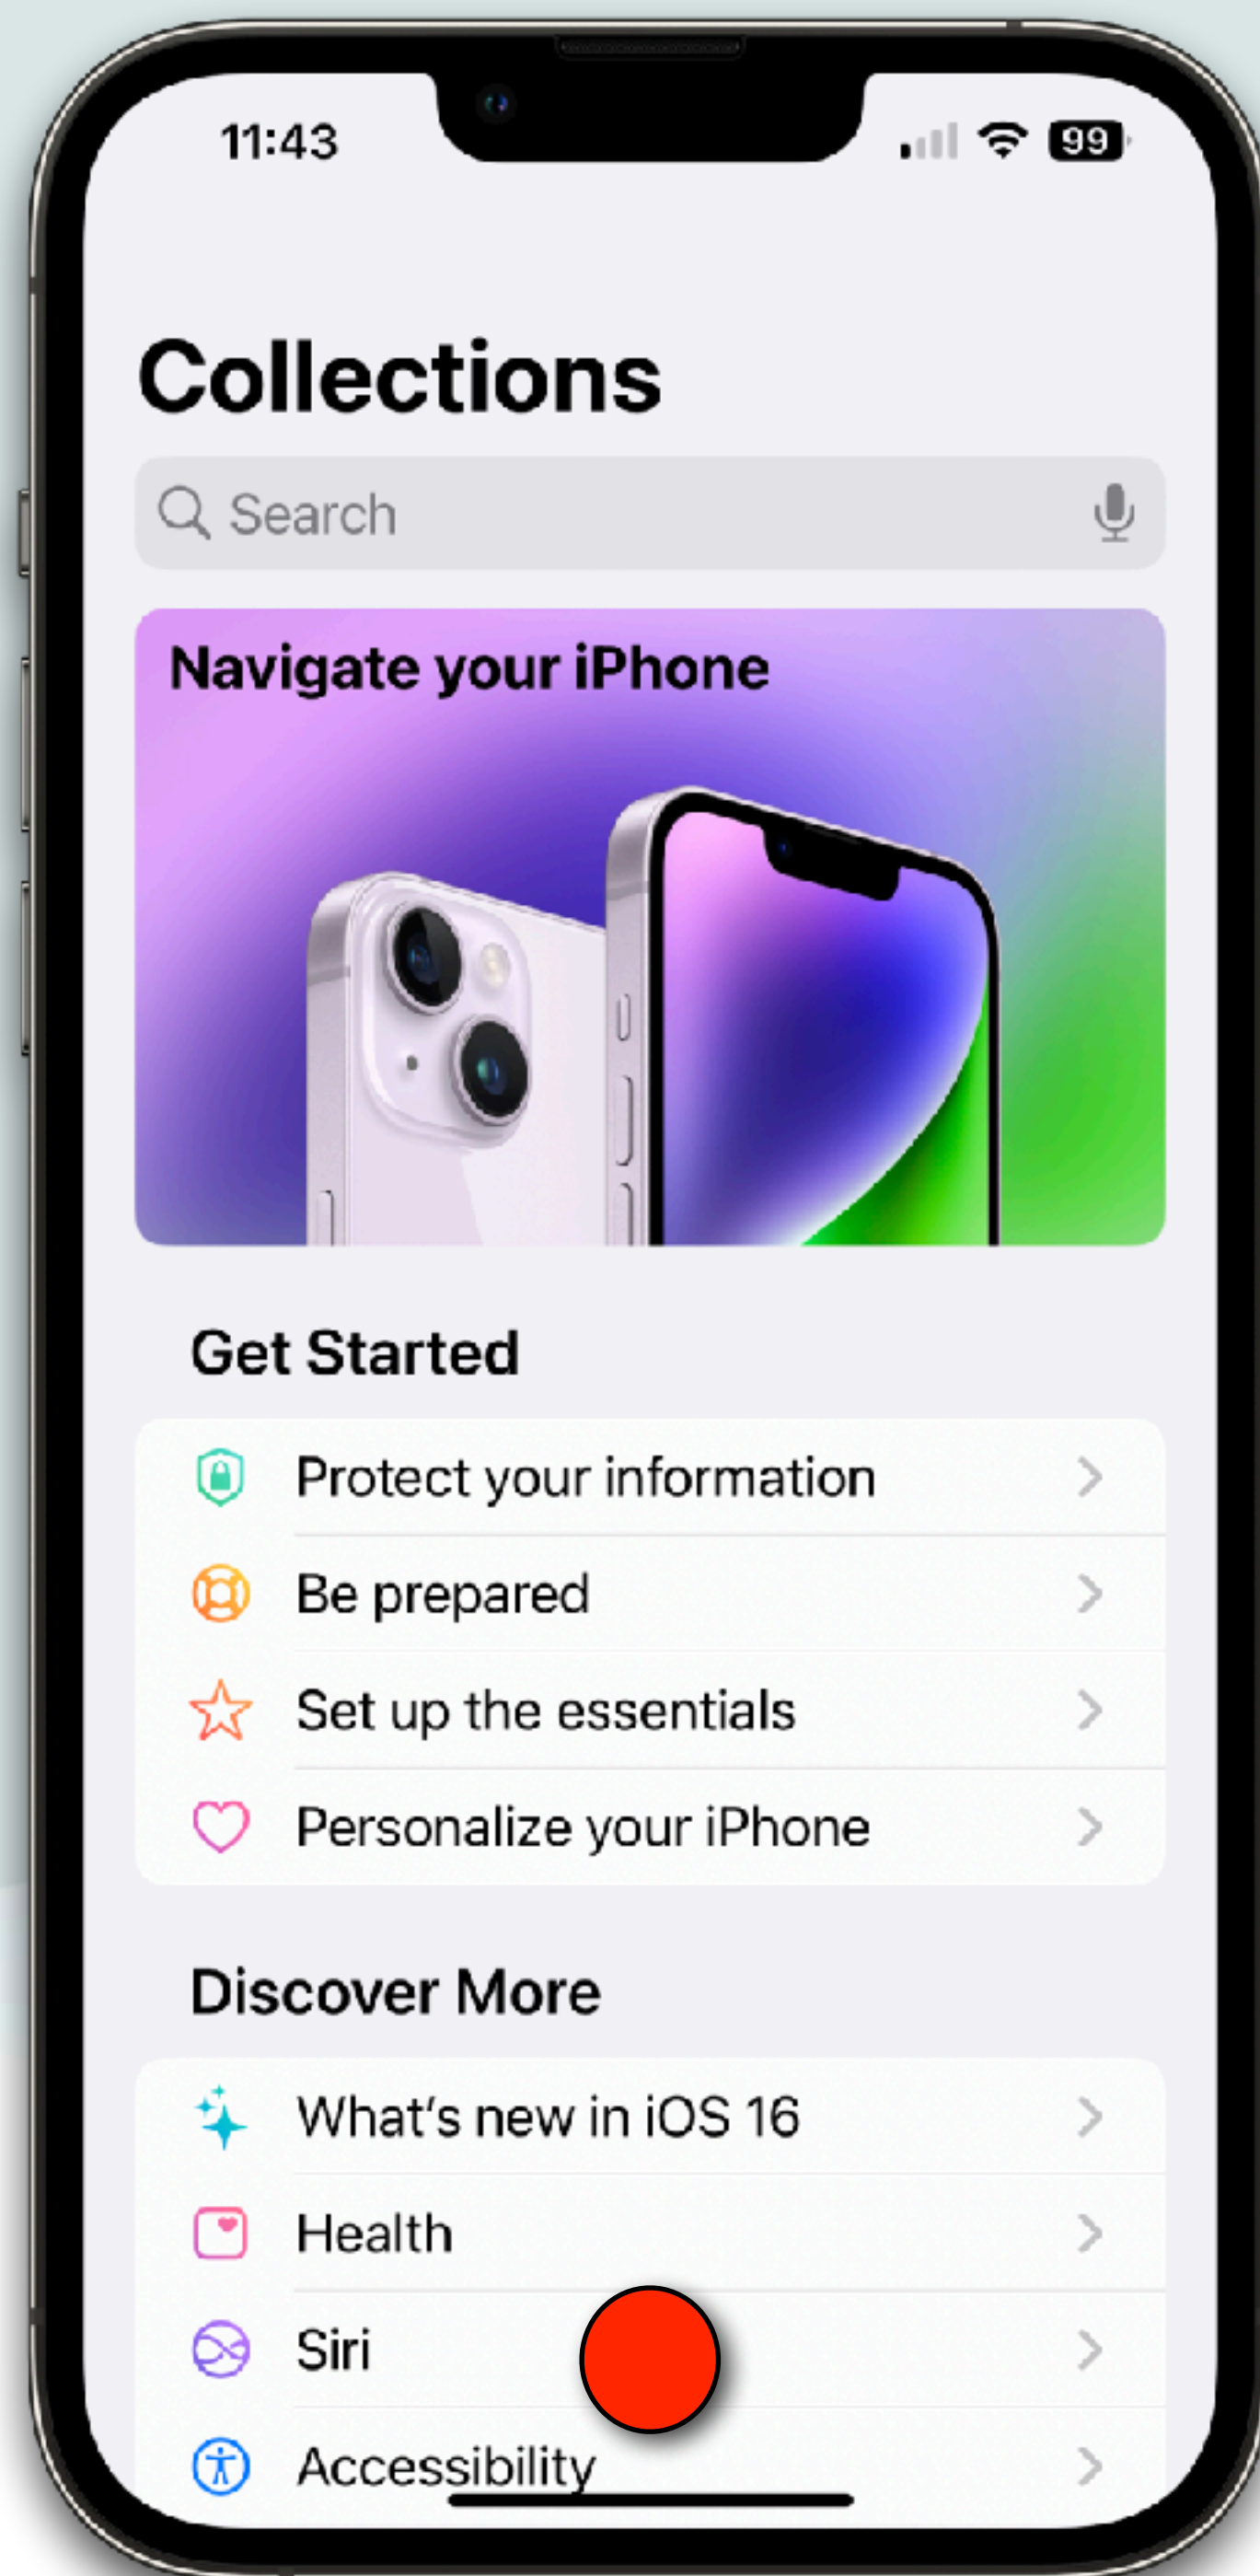 11:43
99
Collections
Search
Navigate your iPhone
Get Started
Protect your information
Be prepared
Set up the essentials
Personalize your iPhone
Discover More
What's new in iOS 16
Health
Siri
Accessibility